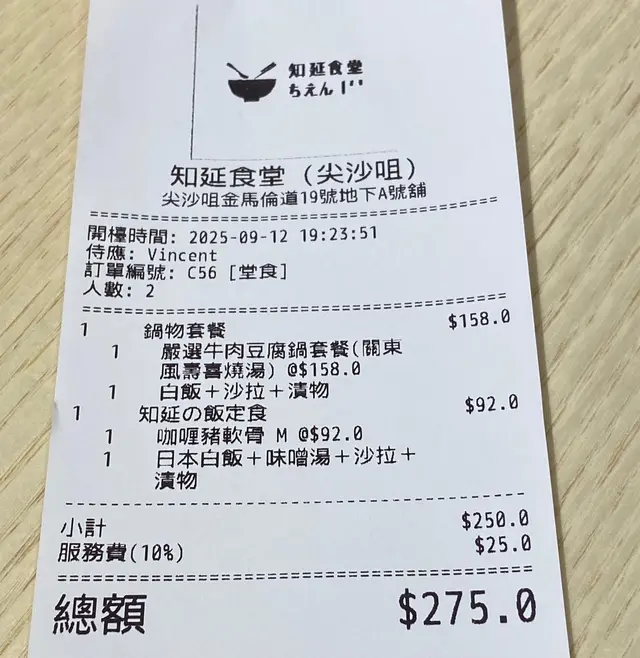 知延食堂
ちえんドウ
知延食堂 (尖沙咀)
尖沙咀金馬倫道19號地下A號舖
開檯時間: 2025-09-12 19:23:51
侍應: Vincent
訂單編號: C56 [堂食]
人數: 2
1 鍋物套餐 $158.0
1 嚴選牛肉豆腐鍋套餐(關東
風壽喜燒湯) @$158.0
1 白飯+沙拉+漬物
1 知延の飯定食 $92.0
1 咖喱豬軟骨 M @$92.0
1 日本白飯+味噌湯+沙拉+
漬物
小計 $250.0
服務費(10%) $25.0
總額 $275.0